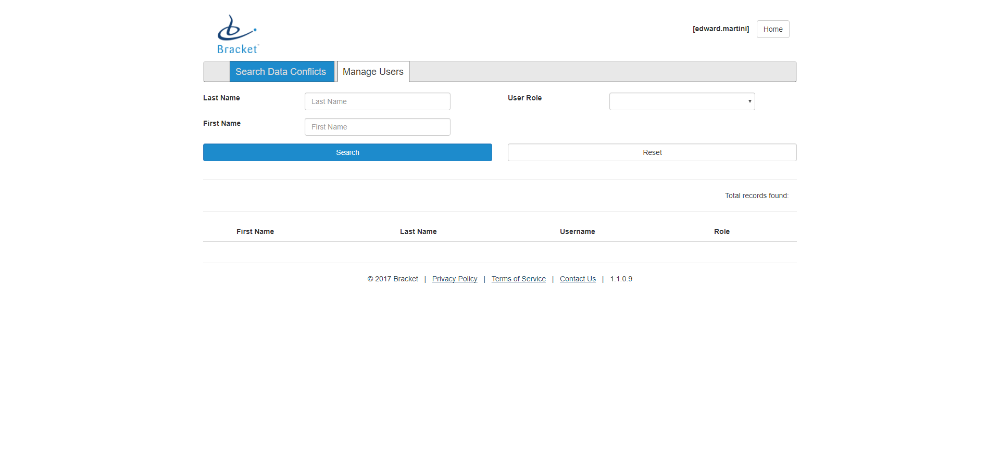 Bracket™
[edward.martini] Home
Search Data Conflicts Manage Users
Last Name Last Name User Role
First Name First Name
Search Reset
Total records found:
First Name Last Name Username Role
© 2017 Bracket | Privacy Policy | Terms of Service | Contact Us | 1.1.0.9